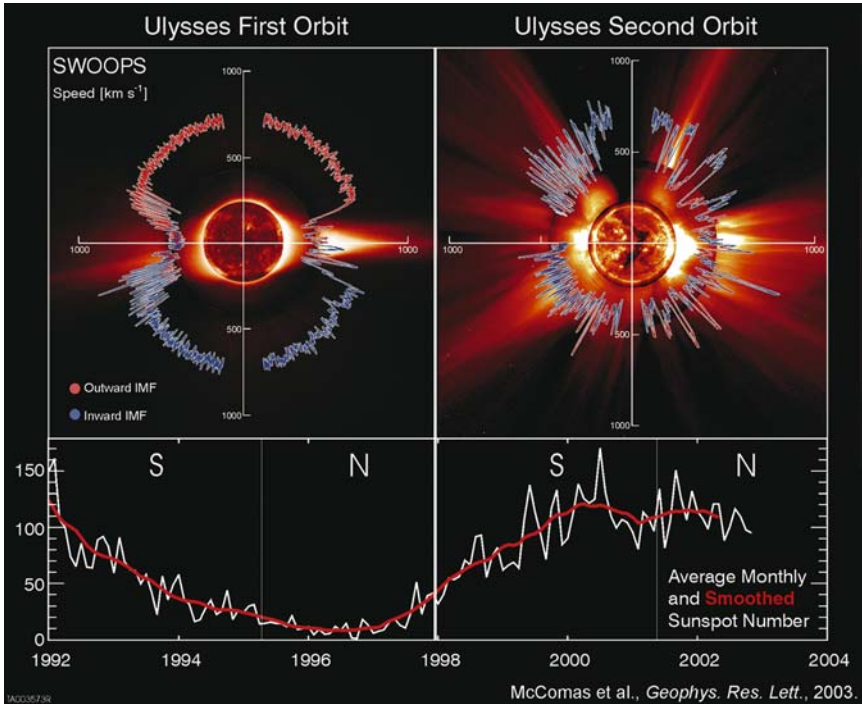 Ulysses First Orbit
Ulysses Second Orbit
SWOOPS
Speed [km s⁻¹]
1000
500
1000
1000
500
1000
Outward IMF
Inward IMF
1000
500
1000
1000
500
1000
S
N
S
N
150
100
50
0
1992
1994
1996
1998
2000
2002
2004
Average Monthly
and Smoothed
Sunspot Number
McComas et al., Geophys. Res. Lett., 2003.